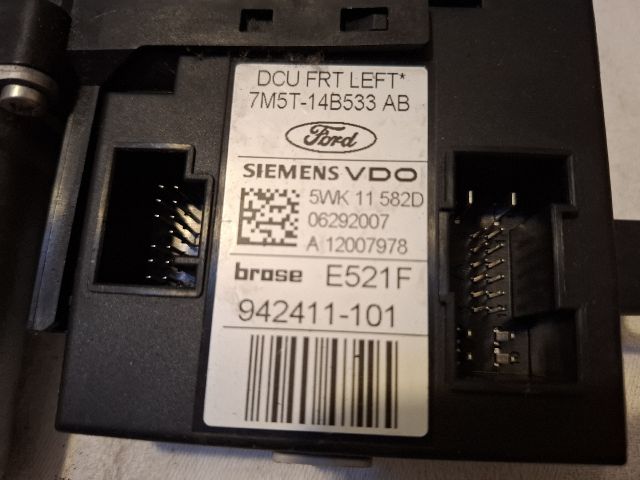 DCU FRT LEFT*
7M5T-14B533 AB
Ford
SIEMENS VDO
5WK 11 582D
06292007
A 12007978
brose E521F
942411-101